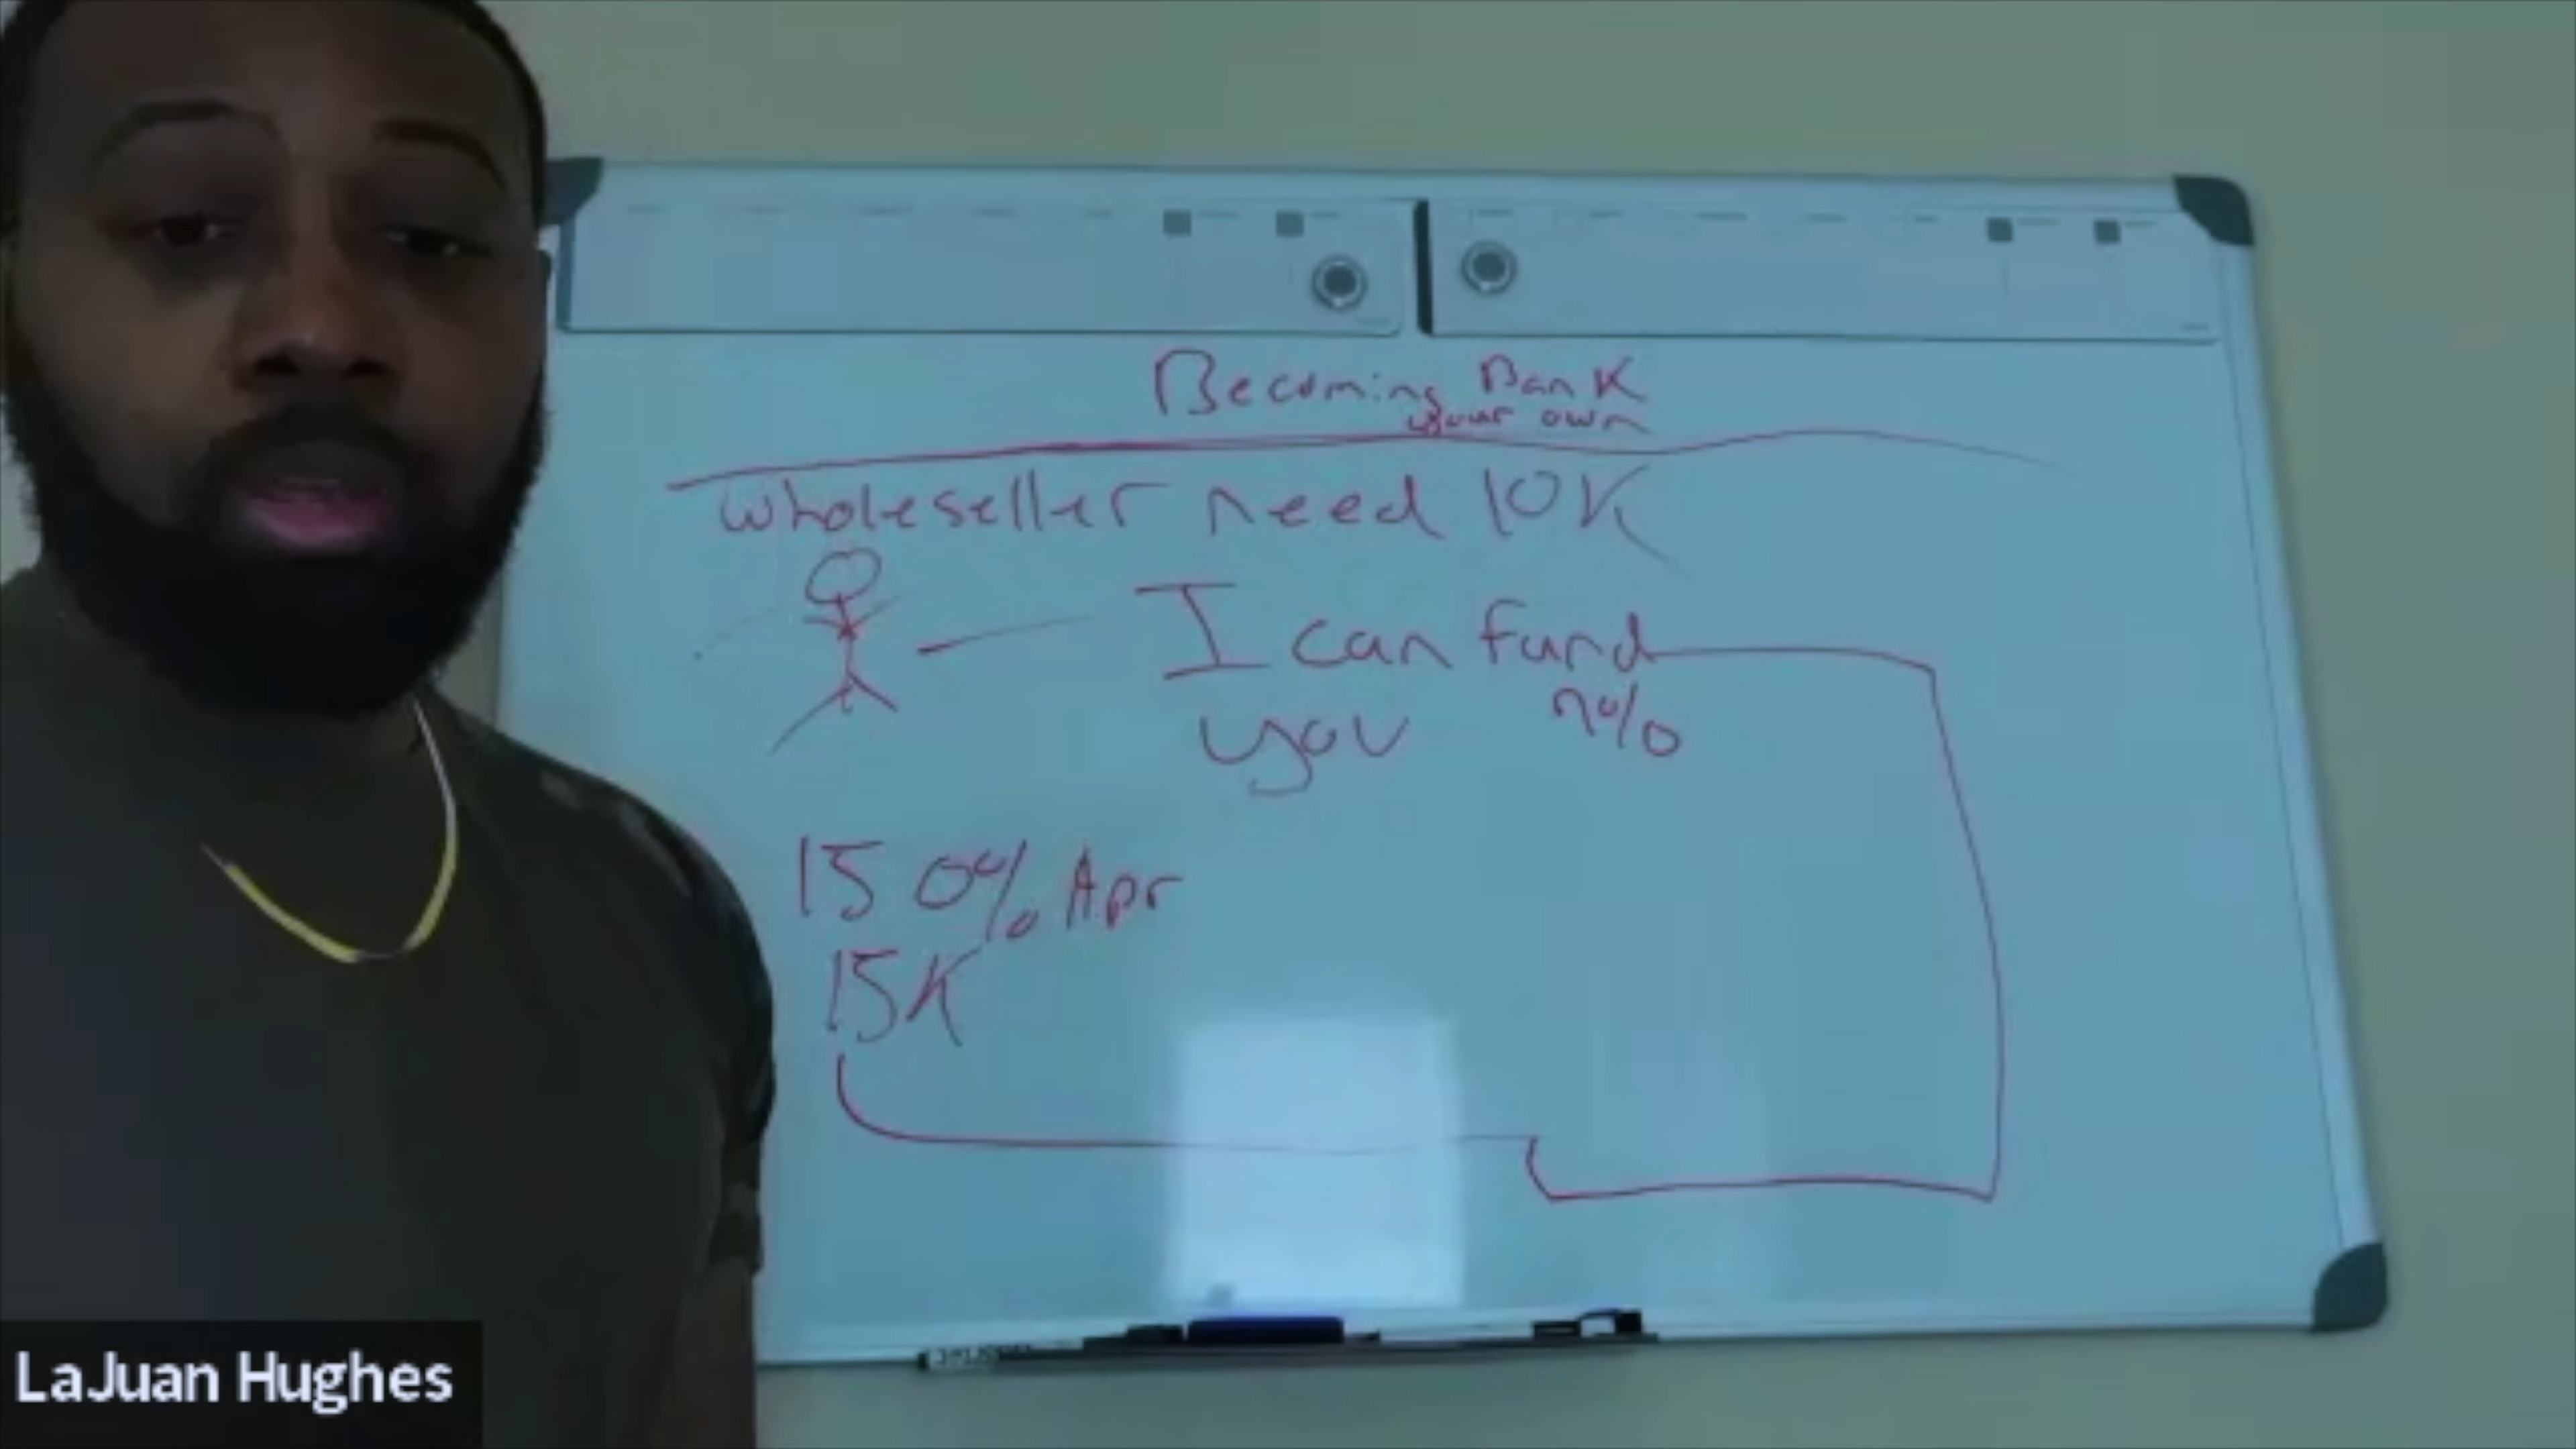 Becoming Bank
your own
wholeseller need 10K
I can fund
you
15 0% Apr
15K
LaJuan Hughes